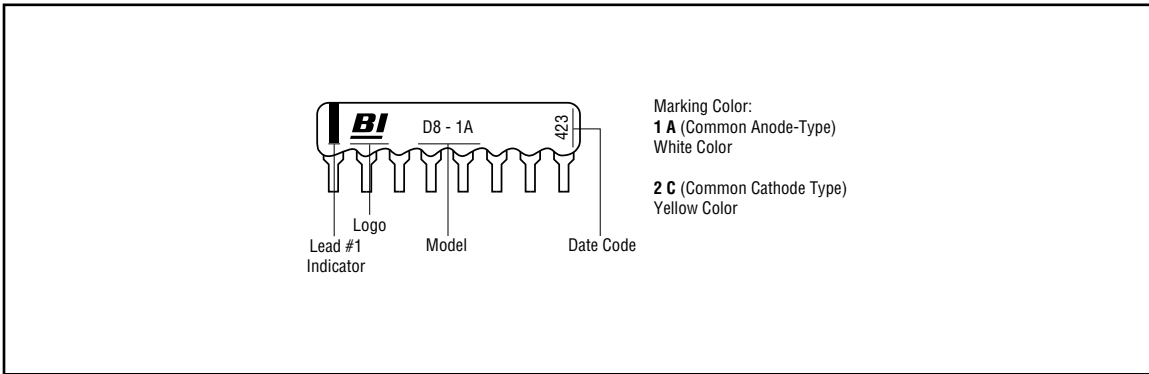 BI
D8 - 1A
423
Logo
Lead #1
Indicator
Model
Date Code
Marking Color:
1 A (Common Anode-Type)
White Color
2 C (Common Cathode Type)
Yellow Color